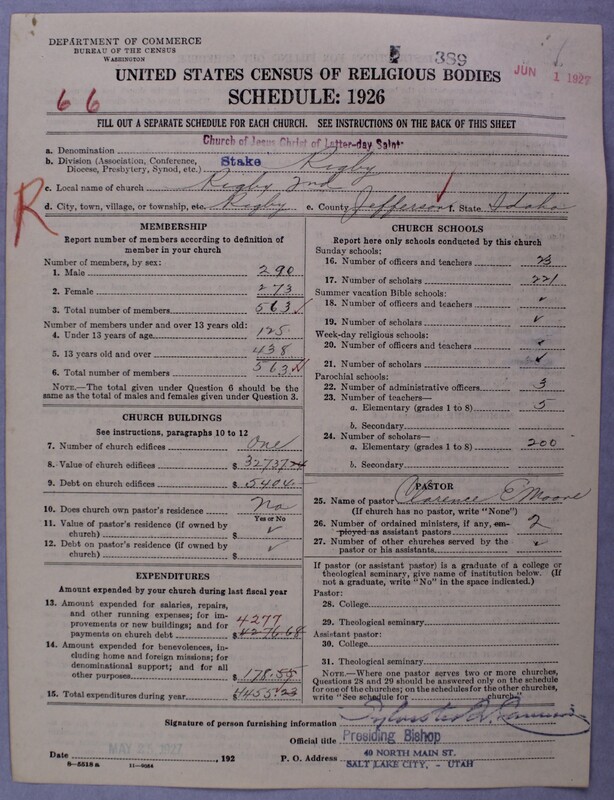 DEPARTMENT OF COMMERCE
BUREAU OF THE CENSUS
WASHINGTON
389
JUN 1 1927
UNITED STATES CENSUS OF RELIGIOUS BODIES
SCHEDULE: 1926
6 6
FILL OUT A SEPARATE SCHEDULE FOR EACH CHURCH. SEE INSTRUCTIONS ON THE BACK OF THIS SHEET
a. Denomination Church of Jesus Christ of Latter-day Saints
b. Division (Association, Conference, Diocese, Presbytery, Synod, etc.) Stake Rigby
c. Local name of church Rigby 2nd
d. City, town, village, or township, etc. Rigby e. County Jefferson State Idaho
R
MEMBERSHIP
Report number of members according to definition of member in your church
Number of members, by sex:
1. Male 290
2. Female 273
3. Total number of members 563
Number of members under and over 13 years old:
4. Under 13 years of age 125
5. 13 years old and over 438
6. Total number of members 563
NOTE.—The total given under Question 6 should be the same as the total of males and females given under Question 3.
CHURCH BUILDINGS
See instructions, paragraphs 10 to 12
7. Number of church edifices One
8. Value of church edifices $ 32737.24
9. Debt on church edifices $ 5404
10. Does church own pastor's residence No
Yes or No
11. Value of pastor's residence (if owned by church) $ ✓
12. Debt on pastor's residence (if owned by church) $ ✓
EXPENDITURES
Amount expended by your church during last fiscal year
13. Amount expended for salaries, repairs, and other running expenses; for improvements or new buildings; and for payments on church debt $ 4276.68
4277
14. Amount expended for benevolences, including home and foreign missions; for denominational support; and for all other purposes $ 178.55
15. Total expenditures during year 4455.23
CHURCH SCHOOLS
Report here only schools conducted by this church
Sunday schools:
16. Number of officers and teachers 23
17. Number of scholars 221
Summer vacation Bible schools:
18. Number of officers and teachers ✓
19. Number of scholars ✓
Week-day religious schools:
20. Number of officers and teachers ✓
21. Number of scholars ✓
Parochial schools:
22. Number of administrative officers 3
23. Number of teachers—
a. Elementary (grades 1 to 8) 5
b. Secondary
24. Number of scholars—
a. Elementary (grades 1 to 8) 200
b. Secondary
PASTOR
25. Name of pastor Clarence E Moore
(If church has no pastor, write "None")
26. Number of ordained ministers, if any, employed as assistant pastors 2
27. Number of other churches served by the pastor or his assistants ✓
If pastor (or assistant pastor) is a graduate of a college or theological seminary, give name of institution below. (If not a graduate, write "No" in the space indicated.)
Pastor:
28. College
29. Theological seminary
Assistant pastor:
30. College
31. Theological seminary
NOTE.—Where one pastor serves two or more churches, Questions 28 and 29 should be answered only on the schedule for one of the churches; on the schedules for the other churches, write "See schedule for church."
Signature of person furnishing information
Official title Presiding Bishop
Date MAY 25 1927, 192 P. O. Address 40 NORTH MAIN ST.
SALT LAKE CITY, - UTAH
8—5518a 11—9064